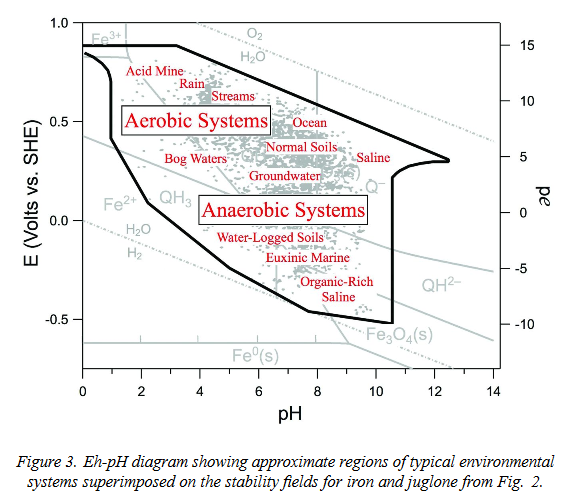 1.0
0.5
0.0
-0.5
E (Volts vs. SHE)
Fe3+
O2
H2O
15
10
5
0
-5
-10
pe
Acid Mine
Rain
Streams
Aerobic Systems
Ocean
Normal Soils
Bog Waters
Saline
Groundwater
Q−
Fe2+
QH3
Anaerobic Systems
H2O
H2
Water-Logged Soils
Euxinic Marine
Organic-Rich
Saline
QH2−
Fe3O4(s)
Fe0(s)
0 2 4 6 8 10 12 14
pH
Figure 3. Eh-pH diagram showing approximate regions of typical environmental
systems superimposed on the stability fields for iron and juglone from Fig. 2.